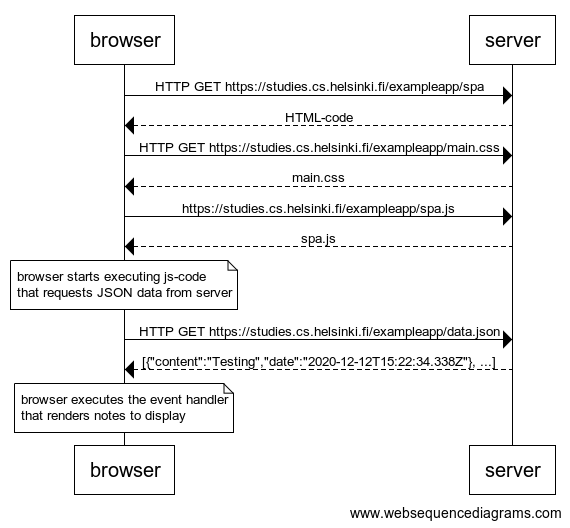 browser server
HTTP GET https://studies.cs.helsinki.fi/exampleapp/spa
HTML-code
HTTP GET https://studies.cs.helsinki.fi/exampleapp/main.css
main.css
https://studies.cs.helsinki.fi/exampleapp/spa.js
spa.js
browser starts executing js-code
that requests JSON data from server
HTTP GET https://studies.cs.helsinki.fi/exampleapp/data.json
[{"content":"Testing","date":"2020-12-12T15:22:34.338Z"}, ...]
browser executes the event handler
that renders notes to display
browser server
www.websequencediagrams.com